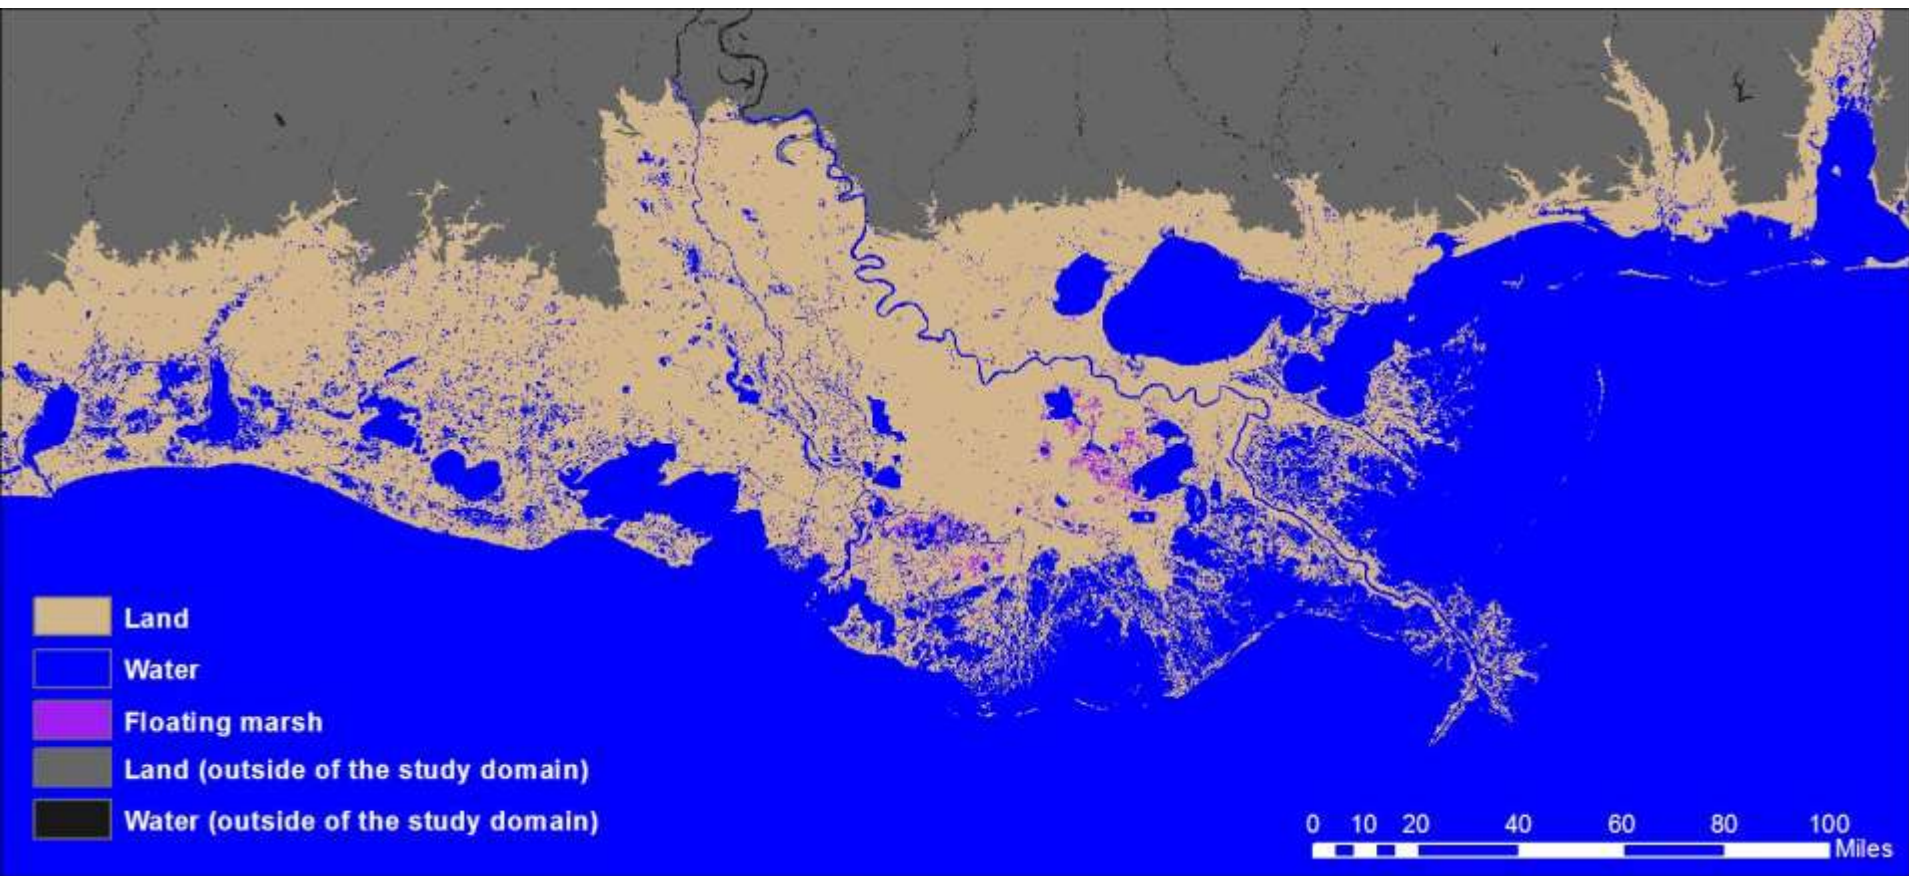 Land
Water
Floating marsh
Land (outside of the study domain)
Water (outside of the study domain)
0 10 20 40 60 80 100
Miles